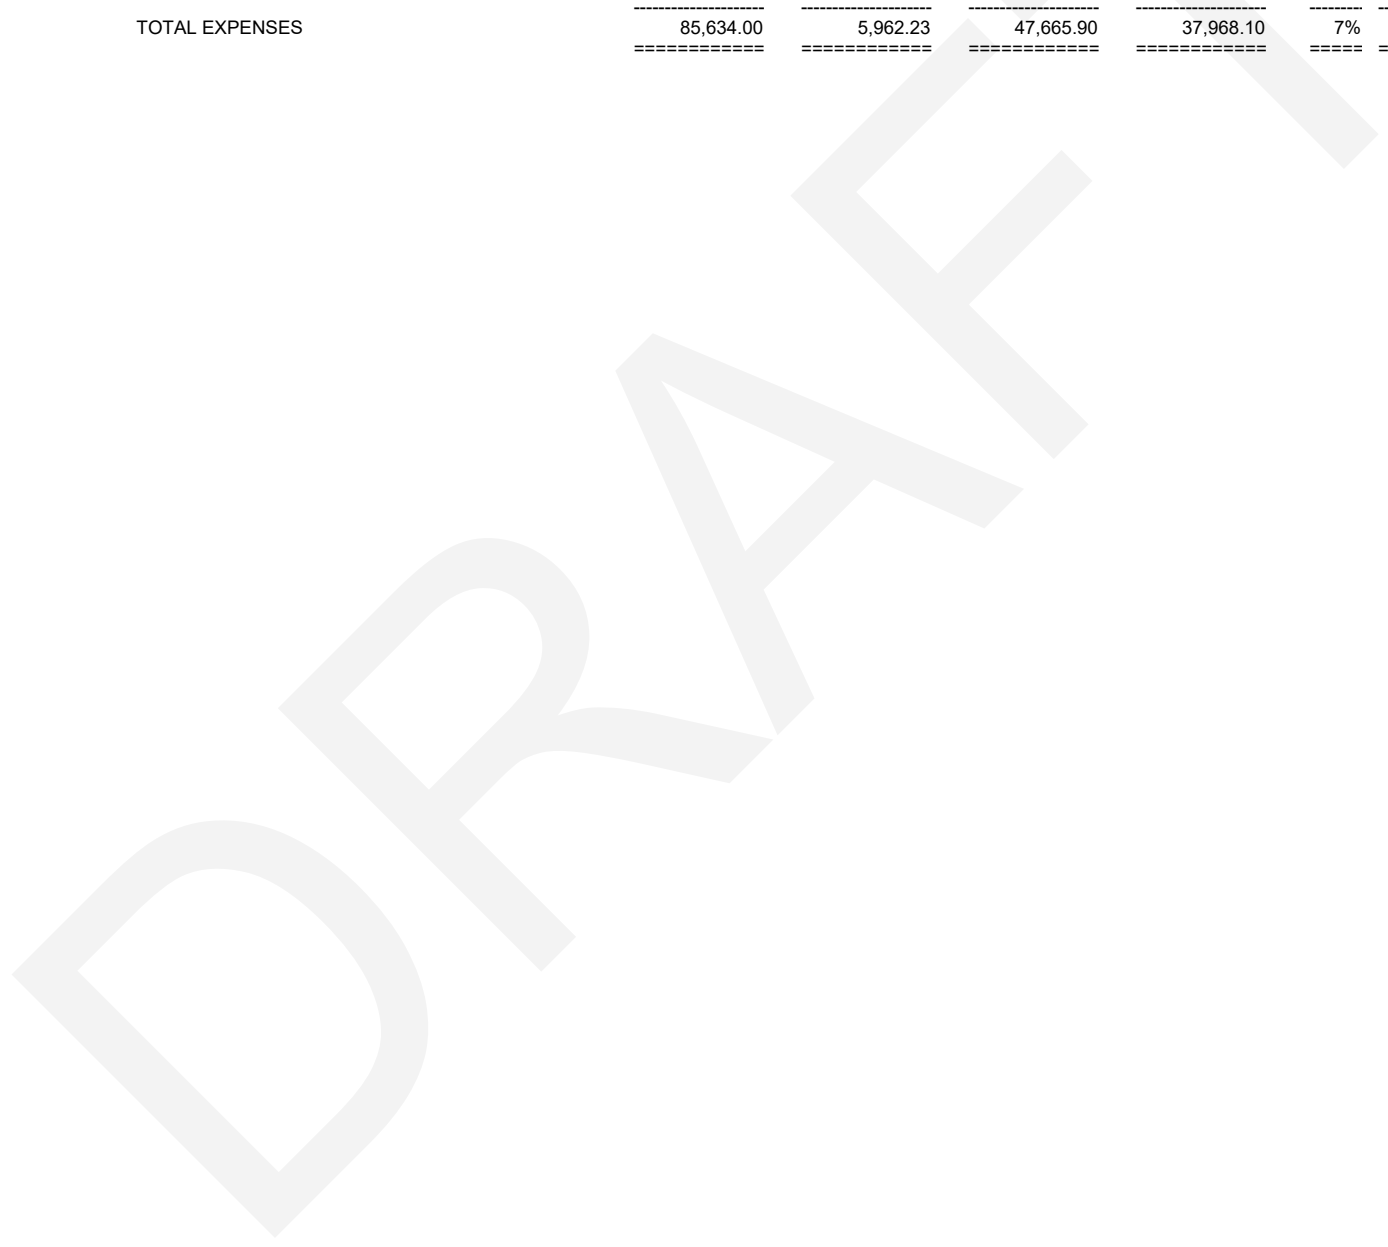 --------------------- --------------------- --------------------- --------------------- -------- --
TOTAL EXPENSES 85,634.00 5,962.23 47,665.90 37,968.10 7%
============ ============ ============ ============ ===== =
DRAFT